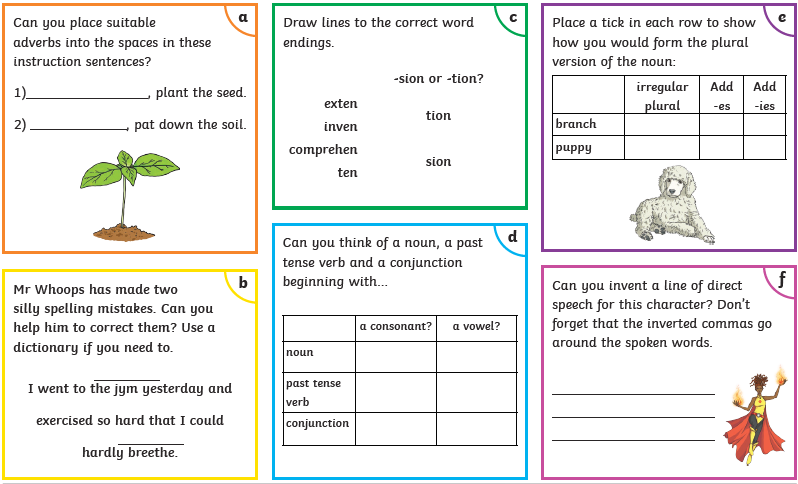 a
Can you place suitable
adverbs into the spaces in these
instruction sentences?
1)____________________, plant the seed.
2) ________________, pat down the soil.
b
Mr Whoops has made two
silly spelling mistakes. Can you
help him to correct them? Use a
dictionary if you need to.
I went to the jym yesterday and
exercised so hard that I could
hardly breethe.
c
Draw lines to the correct word
endings.
-sion or -tion?
exten
tion
inven
comprehen
sion
ten
d
Can you think of a noun, a past
tense verb and a conjunction
beginning with...
a consonant? a vowel?
noun
past tense
verb
conjunction
e
Place a tick in each row to show
how you would form the plural
version of the noun:
irregular Add Add
plural -es -ies
branch
puppy
f
Can you invent a line of direct
speech for this character? Don’t
forget that the inverted commas go
around the spoken words.